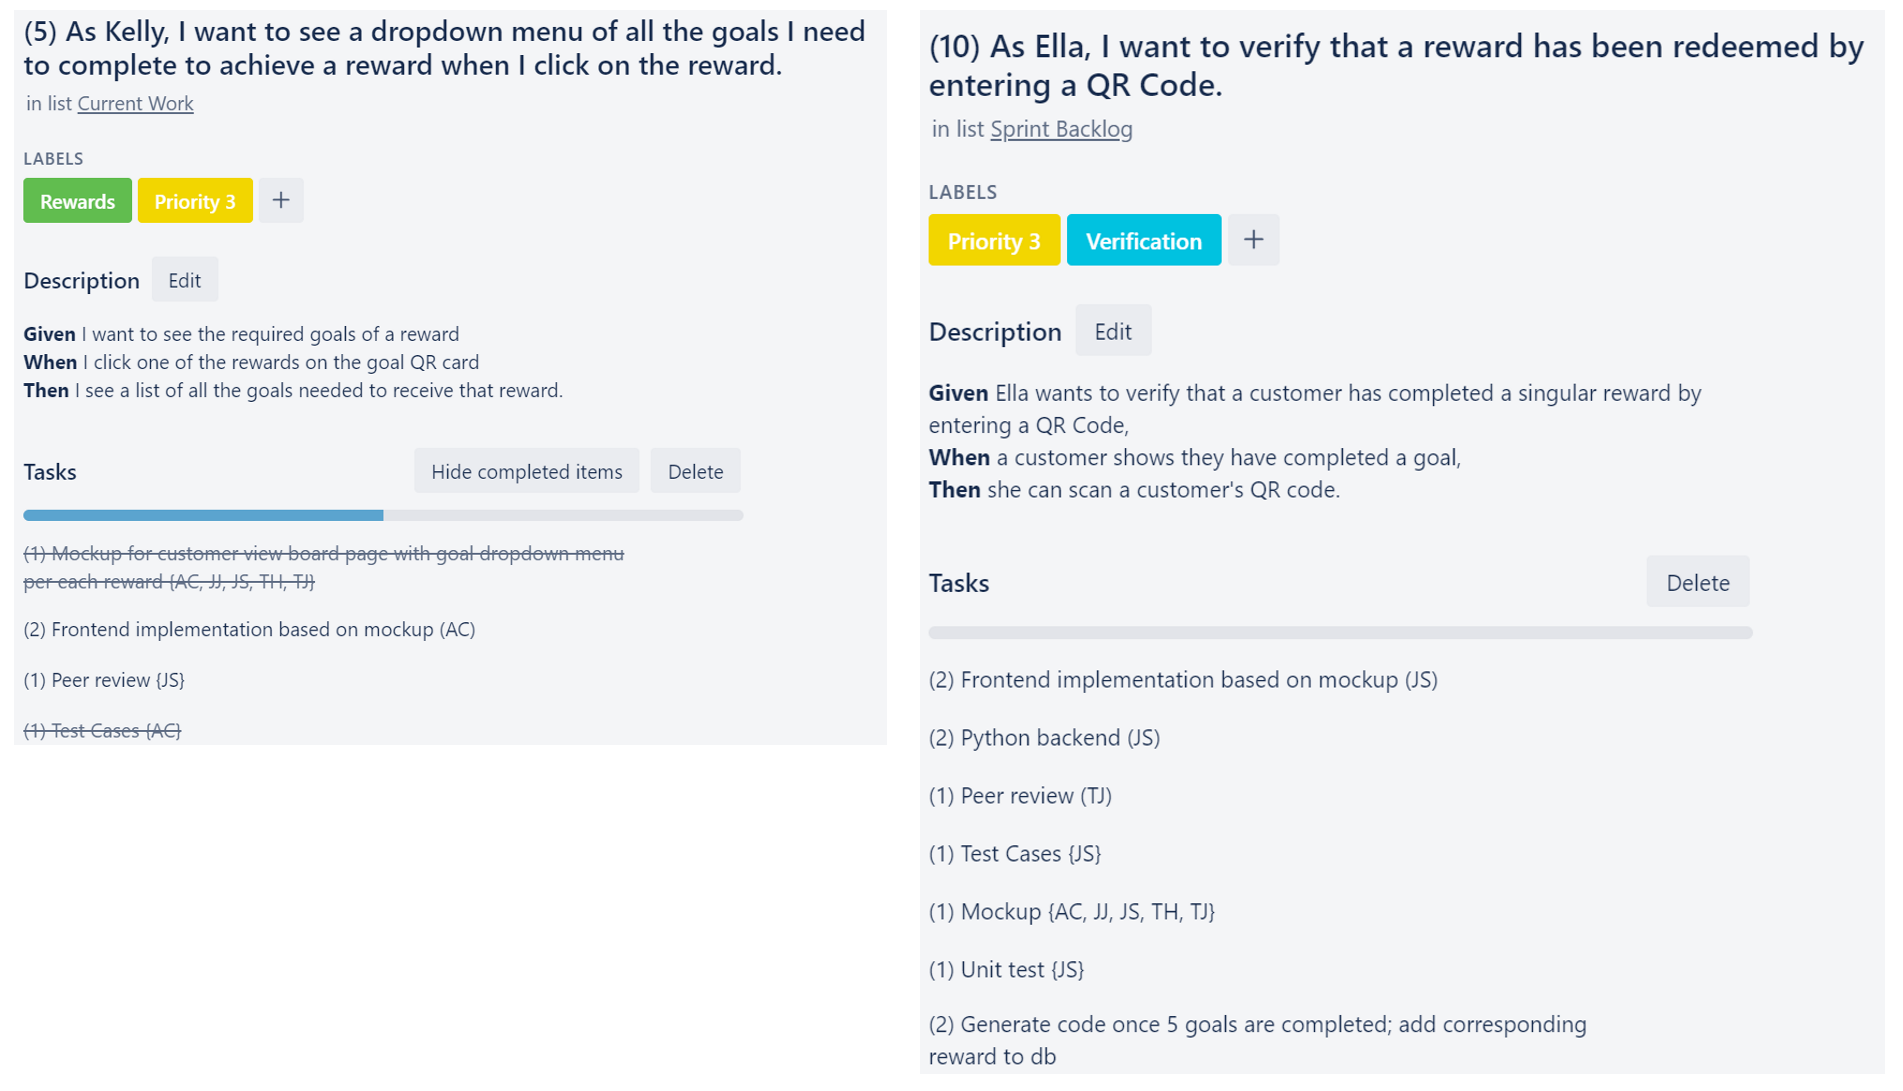 (5) As Kelly, I want to see a dropdown menu of all the goals I need
to complete to achieve a reward when I click on the reward.
in list Current Work
LABELS
Rewards
Priority 3
+
Description
Edit
Given I want to see the required goals of a reward
When I click one of the rewards on the goal QR card
Then I see a list of all the goals needed to receive that reward.
Tasks
Hide completed items
Delete
(1) Mockup for customer view board page with goal dropdown menu
per each reward {AC, JJ, JS, TH, TJ}
(2) Frontend implementation based on mockup (AC)
(1) Peer review {JS}
(1) Test Cases {AC}
(10) As Ella, I want to verify that a reward has been redeemed by
entering a QR Code.
in list Sprint Backlog
LABELS
Priority 3
Verification
+
Description
Edit
Given Ella wants to verify that a customer has completed a singular reward by
entering a QR Code,
When a customer shows they have completed a goal,
Then she can scan a customer's QR code.
Tasks
Delete
(2) Frontend implementation based on mockup (JS)
(2) Python backend (JS)
(1) Peer review (TJ)
(1) Test Cases {JS}
(1) Mockup {AC, JJ, JS, TH, TJ}
(1) Unit test {JS}
(2) Generate code once 5 goals are completed; add corresponding
reward to db